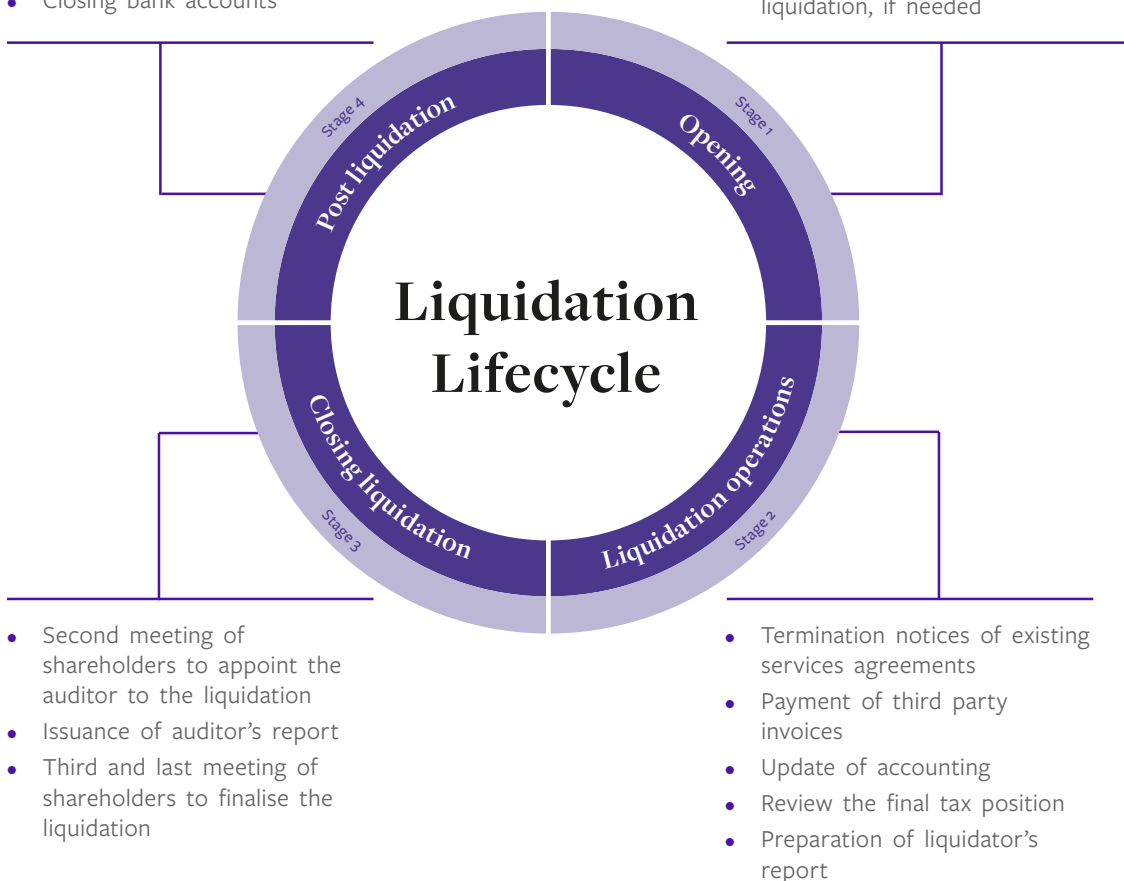 Closing bank accounts
liquidation, if needed
Stage 4
Post liquidation
Stage 1
Opening
Liquidation
Lifecycle
Closing liquidation
Stage 3
Liquidation operations
Stage 2
Second meeting of
shareholders to appoint the
auditor to the liquidation
Issuance of auditor’s report
Third and last meeting of
shareholders to finalise the
liquidation
Termination notices of existing
services agreements
Payment of third party
invoices
Update of accounting
Review the final tax position
Preparation of liquidator’s
report